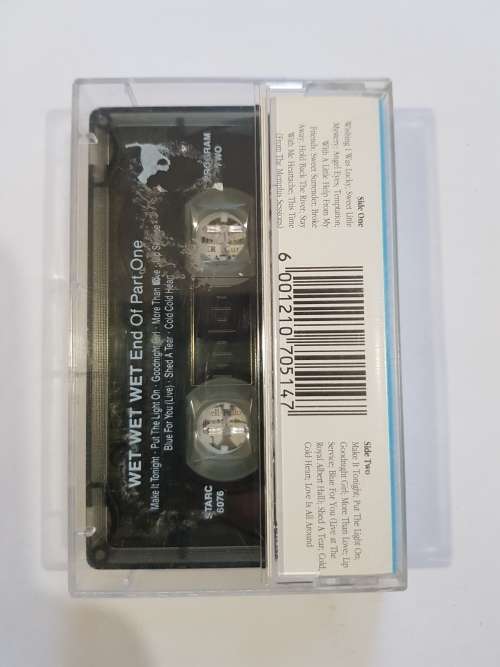 WET WET WET End Of Part One
Make It Tonight · Put The Light On · Goodnight Girl · More Than Love ·
Blue For You (Live) · Shed A Tear · Cold Cold Heart
PROGRAM
TWO
STARC
6076
Side One
Wishing I Was Lucky; Sweet Little
Mystery; Angel Eyes; Temptation;
With A Little Help From My
Friends; Sweet Surrender; Broke
Away; Hold Back The River; Stay
With Me Heartache; This Time
(From The Memphis Sessions)
6 001210 705147
Side Two
Make It Tonight; Put The Light On;
Goodnight Girl; More Than Love; Lip
Service; Blue For You (Live at The
Royal Albert Hall); Shed A Tear; Cold,
Cold Heart; Love Is All Around